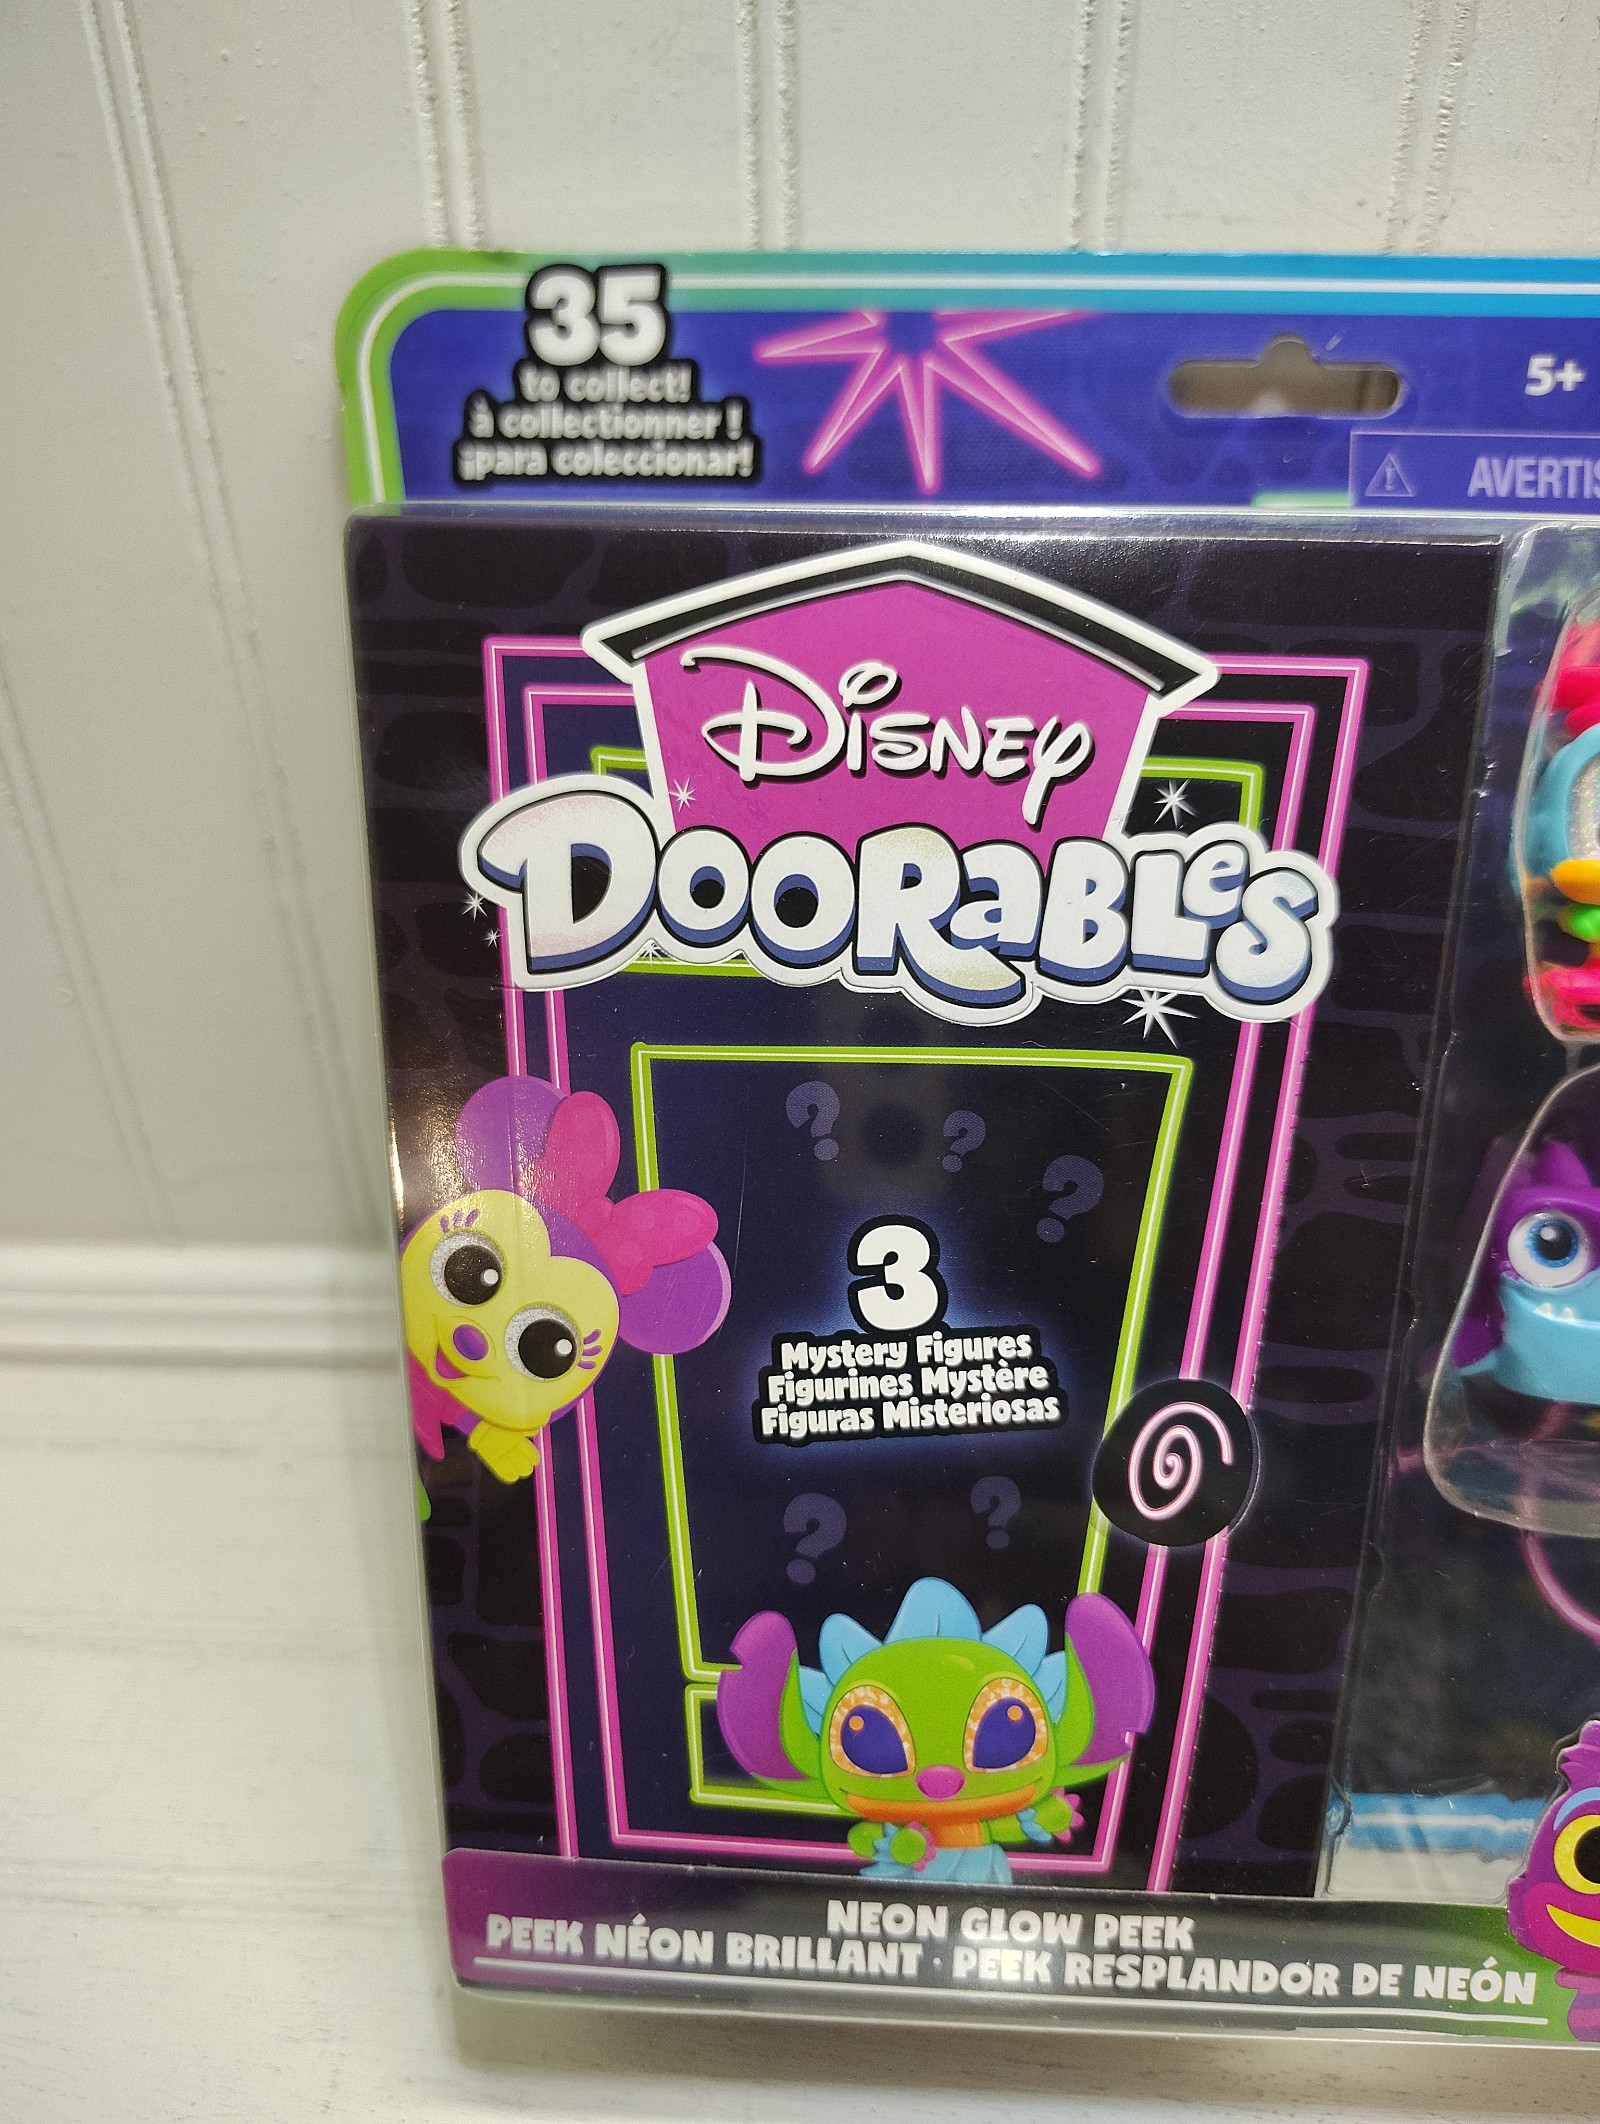 35
to collect!
à collectionner !
¡para coleccionar!
5+
DISNEY
DOORABLES
3
Mystery Figures
Figurines Mystère
Figuras Misteriosas
NEON GLOW PEEK
PEEK NÉON BRILLANT · PEEK RESPLANDOR DE NEÓN